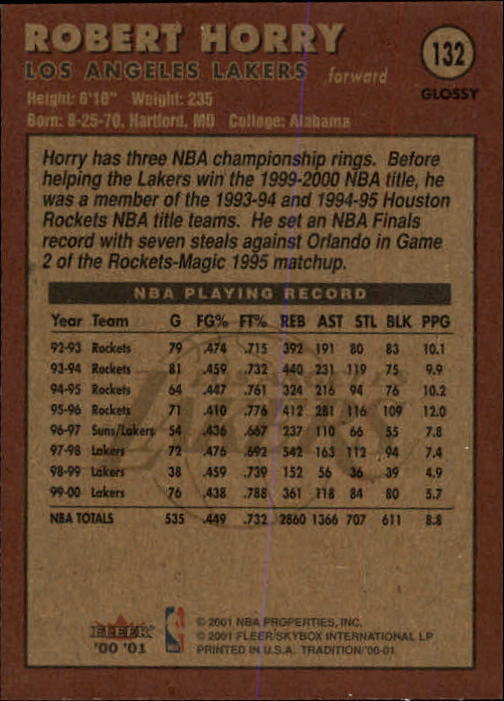 ROBERT HORRY
132
LOS ANGELES LAKERS forward
GLOSSY
Height: 6'10" Weight: 235
Born: 8-25-70, Hartford, MD College: Alabama
Horry has three NBA championship rings. Before
helping the Lakers win the 1999-2000 NBA title, he
was a member of the 1993-94 and 1994-95 Houston
Rockets NBA title teams. He set an NBA Finals
record with seven steals against Orlando in Game
2 of the Rockets-Magic 1995 matchup.
NBA PLAYING RECORD
Year Team G FG% FT% REB AST STL BLK PPG
92-93 Rockets 79 .474 .715 392 191 80 83 10.1
93-94 Rockets 81 .459 .732 440 231 119 75 9.9
94-95 Rockets 64 .447 .761 324 216 94 76 10.2
95-96 Rockets 71 .410 .776 412 281 116 109 12.0
96-97 Suns/Lakers 54 .436 .667 237 110 66 55 7.8
97-98 Lakers 72 .476 .692 542 163 112 94 7.4
98-99 Lakers 38 .459 .739 152 56 36 39 4.9
99-00 Lakers 76 .438 .788 361 118 84 80 5.7
NBA TOTALS 535 .449 .732 2860 1366 707 611 8.8
LAKERS
FLEER
'00 '01
NBA
© 2001 NBA PROPERTIES, INC.
© 2001 FLEER/SKYBOX INTERNATIONAL LP
PRINTED IN U.S.A. TRADITION/'00-01